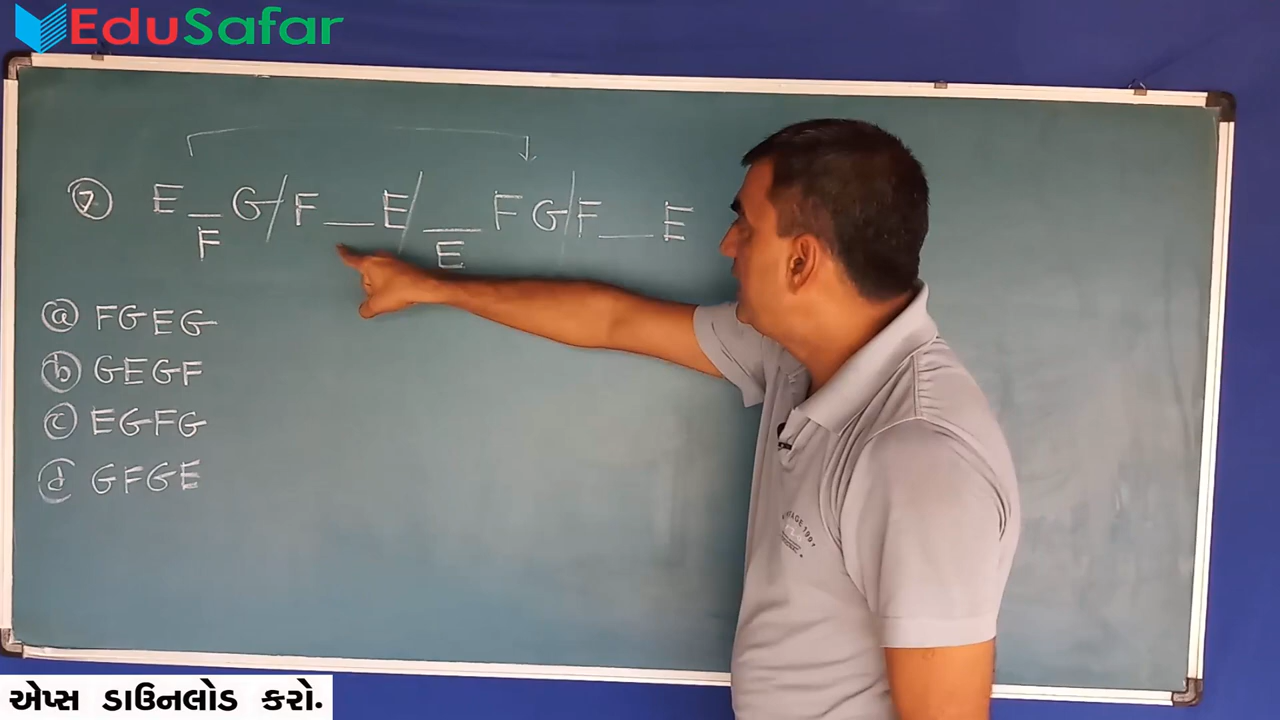 EduSafar
7 E _ G / F _ E / _ F G / F _ E
F E
a FGEG
b GEGF
c EGFG
d GFGE
એપ્સ ડાઉનલોડ કરો.